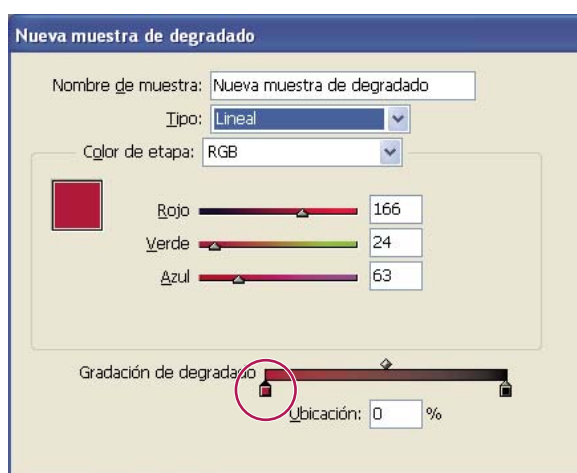 Nueva muestra de degradado
Nombre de muestra: Nueva muestra de degradado
Tipo: Lineal
Color de etapa: RGB
Rojo 166
Verde 24
Azul 63
Gradación de degradado
Ubicación: 0 %